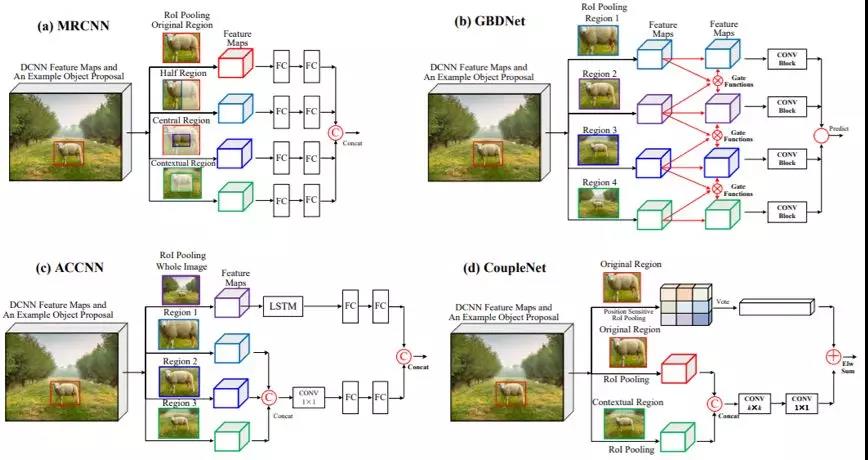 (a) MRCNN
DCNN Feature Maps and
An Example Object Proposal
RoI Pooling
Original Region
Feature
Maps
FC
FC
Half Region
FC
FC
Central Region
FC
FC
Contextual Region
FC
FC
C
Concat
(b) GBDNet
DCNN Feature Maps and
An Example Object Proposal
RoI Pooling
Region 1
Feature
Maps
Feature
Maps
CONV
Block
Gate
Functions
Region 2
CONV
Block
Gate
Functions
Region 3
CONV
Block
Gate
Functions
Region 4
CONV
Block
Predict
(c) ACCNN
DCNN Feature Maps and
An Example Object Proposal
RoI Pooling
Whole Image
Feature
Maps
LSTM
FC
FC
Region 1
Region 2
Region 3
C
Concat
CONV
1×1
FC
FC
C
Concat
(d) CoupleNet
DCNN Feature Maps and
An Example Object Proposal
Original Region
Position Sensitive
RoI Pooling
Vote
Original Region
RoI Pooling
Contextual Region
RoI Pooling
C
Concat
CONV
k×k
CONV
1×1
Elw
Sum